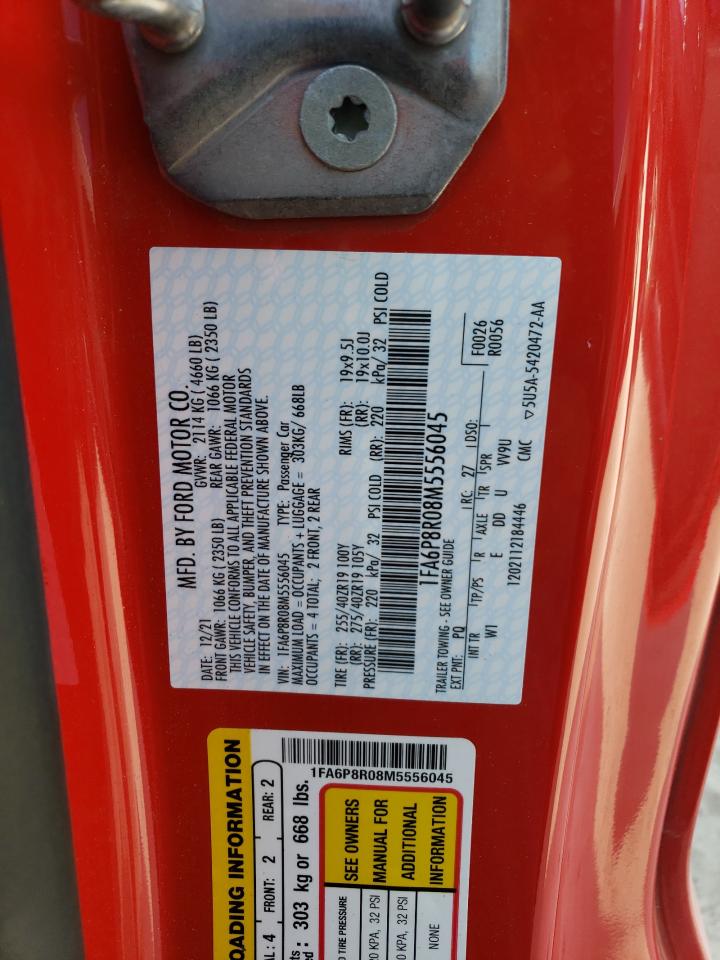 MFD. BY FORD MOTOR CO.
DATE: 12/21 GVWR: 2114 KG ( 4660 LB)
FRONT GAWR: 1066 KG ( 2350 LB) REAR GAWR: 1066 KG ( 2350 LB)
THIS VEHICLE CONFORMS TO ALL APPLICABLE FEDERAL MOTOR
VEHICLE SAFETY, BUMPER, AND THEFT PREVENTION STANDARDS
IN EFFECT ON THE DATE OF MANUFACTURE SHOWN ABOVE.
VIN: 1FA6P8R08M5556045 TYPE: Passenger Car
MAXIMUM LOAD = OCCUPANTS + LUGGAGE = 303KG/ 668LB
OCCUPANTS = 4 TOTAL; 2 FRONT, 2 REAR
TIRE (FR): 255/40ZR19 100Y RIMS (FR): 19x9.5J
(RR): 275/40ZR19 105Y (RR): 19x10.0J
PRESSURE (FR): 220 kPa/ 32 PSI COLD (RR): 220 kPa/ 32 PSI COLD
1FA6P8R08M5556045
TRAILER TOWING - SEE OWNER GUIDE
EXT PNT: PQ RC: 27 DSO: F0026
R0056
INT TR TP/PS R AXLE TR SPR
WI E DD U W9U
1202112184446 CMC ▽5U5A-5420472-AA
OADING INFORMATION
AL : 4 FRONT: 2 REAR: 2
303 kg or 668 lbs.
1FA6P8R08M5556045
D TIRE PRESSURE
20 KPA, 32 PSI
20 KPA, 32 PSI
NONE
SEE OWNERS
MANUAL FOR
ADDITIONAL
INFORMATION